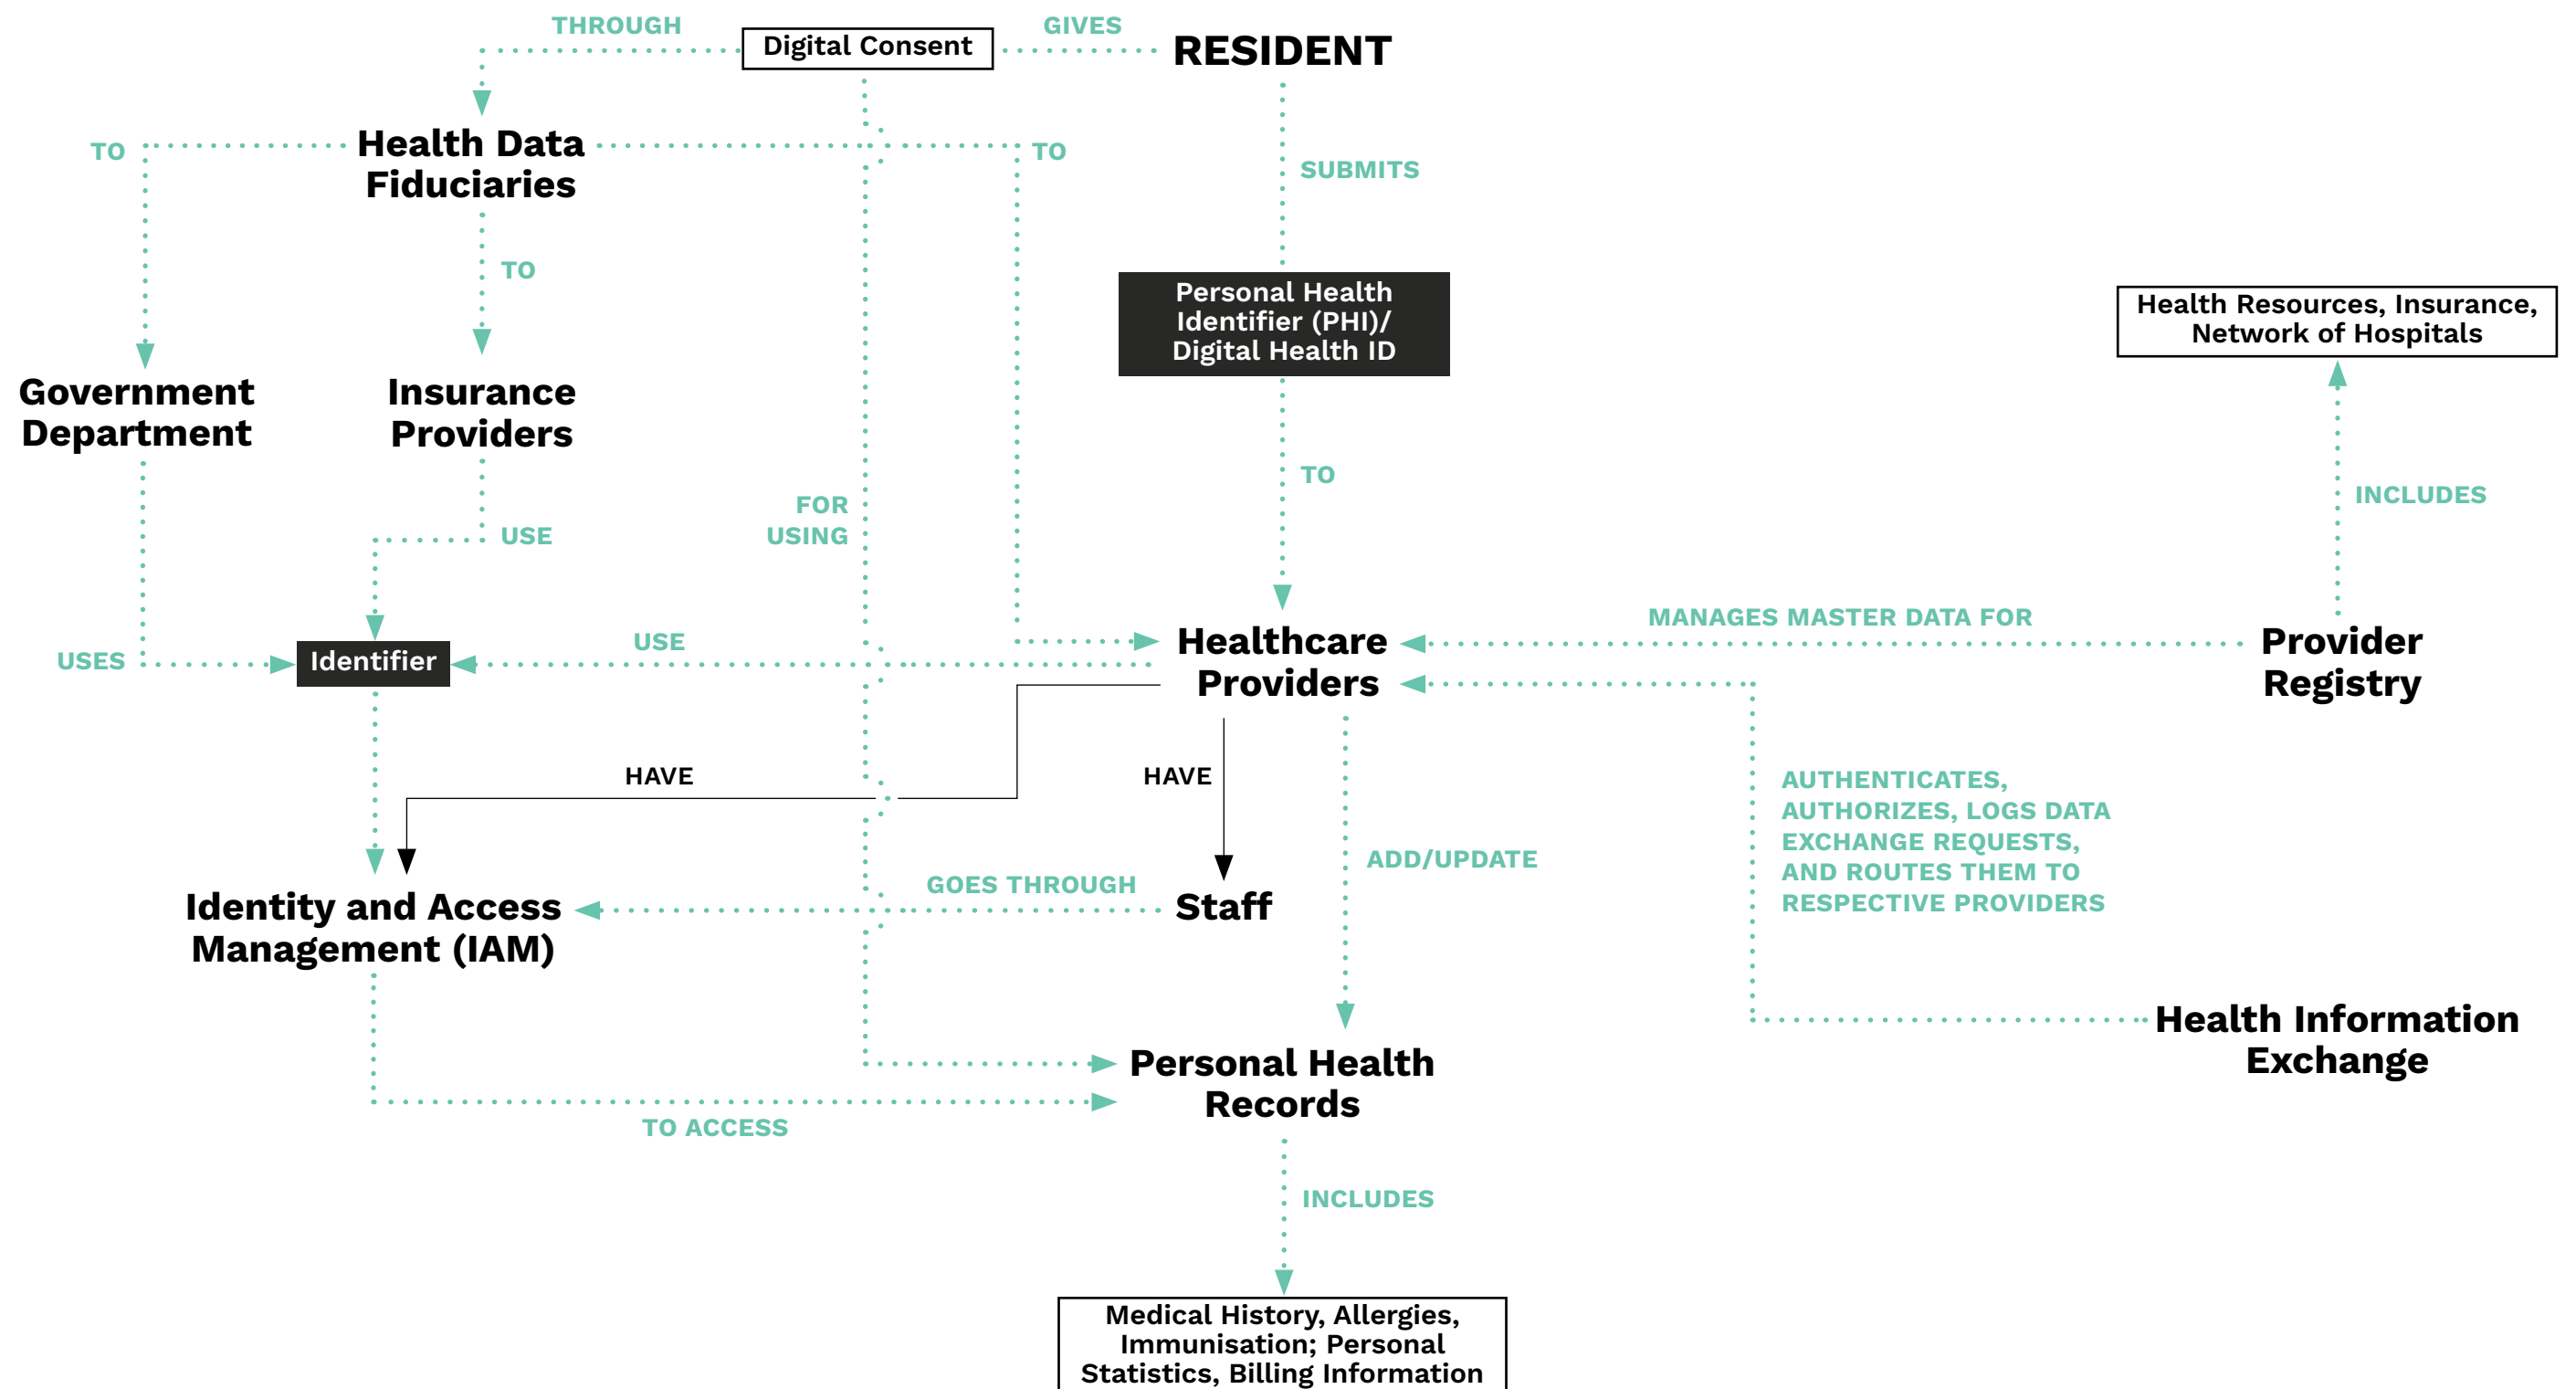 THROUGH
Digital Consent
GIVES
RESIDENT
TO
Health Data
Fiduciaries
TO
SUBMITS
TO
Personal Health
Identifier (PHI)/
Digital Health ID
Health Resources, Insurance,
Network of Hospitals
Government
Department
Insurance
Providers
TO
FOR
USING
INCLUDES
USE
USES
Identifier
USE
Healthcare
Providers
MANAGES MASTER DATA FOR
Provider
Registry
HAVE
HAVE
AUTHENTICATES,
AUTHORIZES, LOGS DATA
EXCHANGE REQUESTS,
AND ROUTES THEM TO
RESPECTIVE PROVIDERS
ADD/UPDATE
Identity and Access
Management (IAM)
GOES THROUGH
Staff
Personal Health
Records
Health Information
Exchange
TO ACCESS
INCLUDES
Medical History, Allergies,
Immunisation; Personal
Statistics, Billing Information